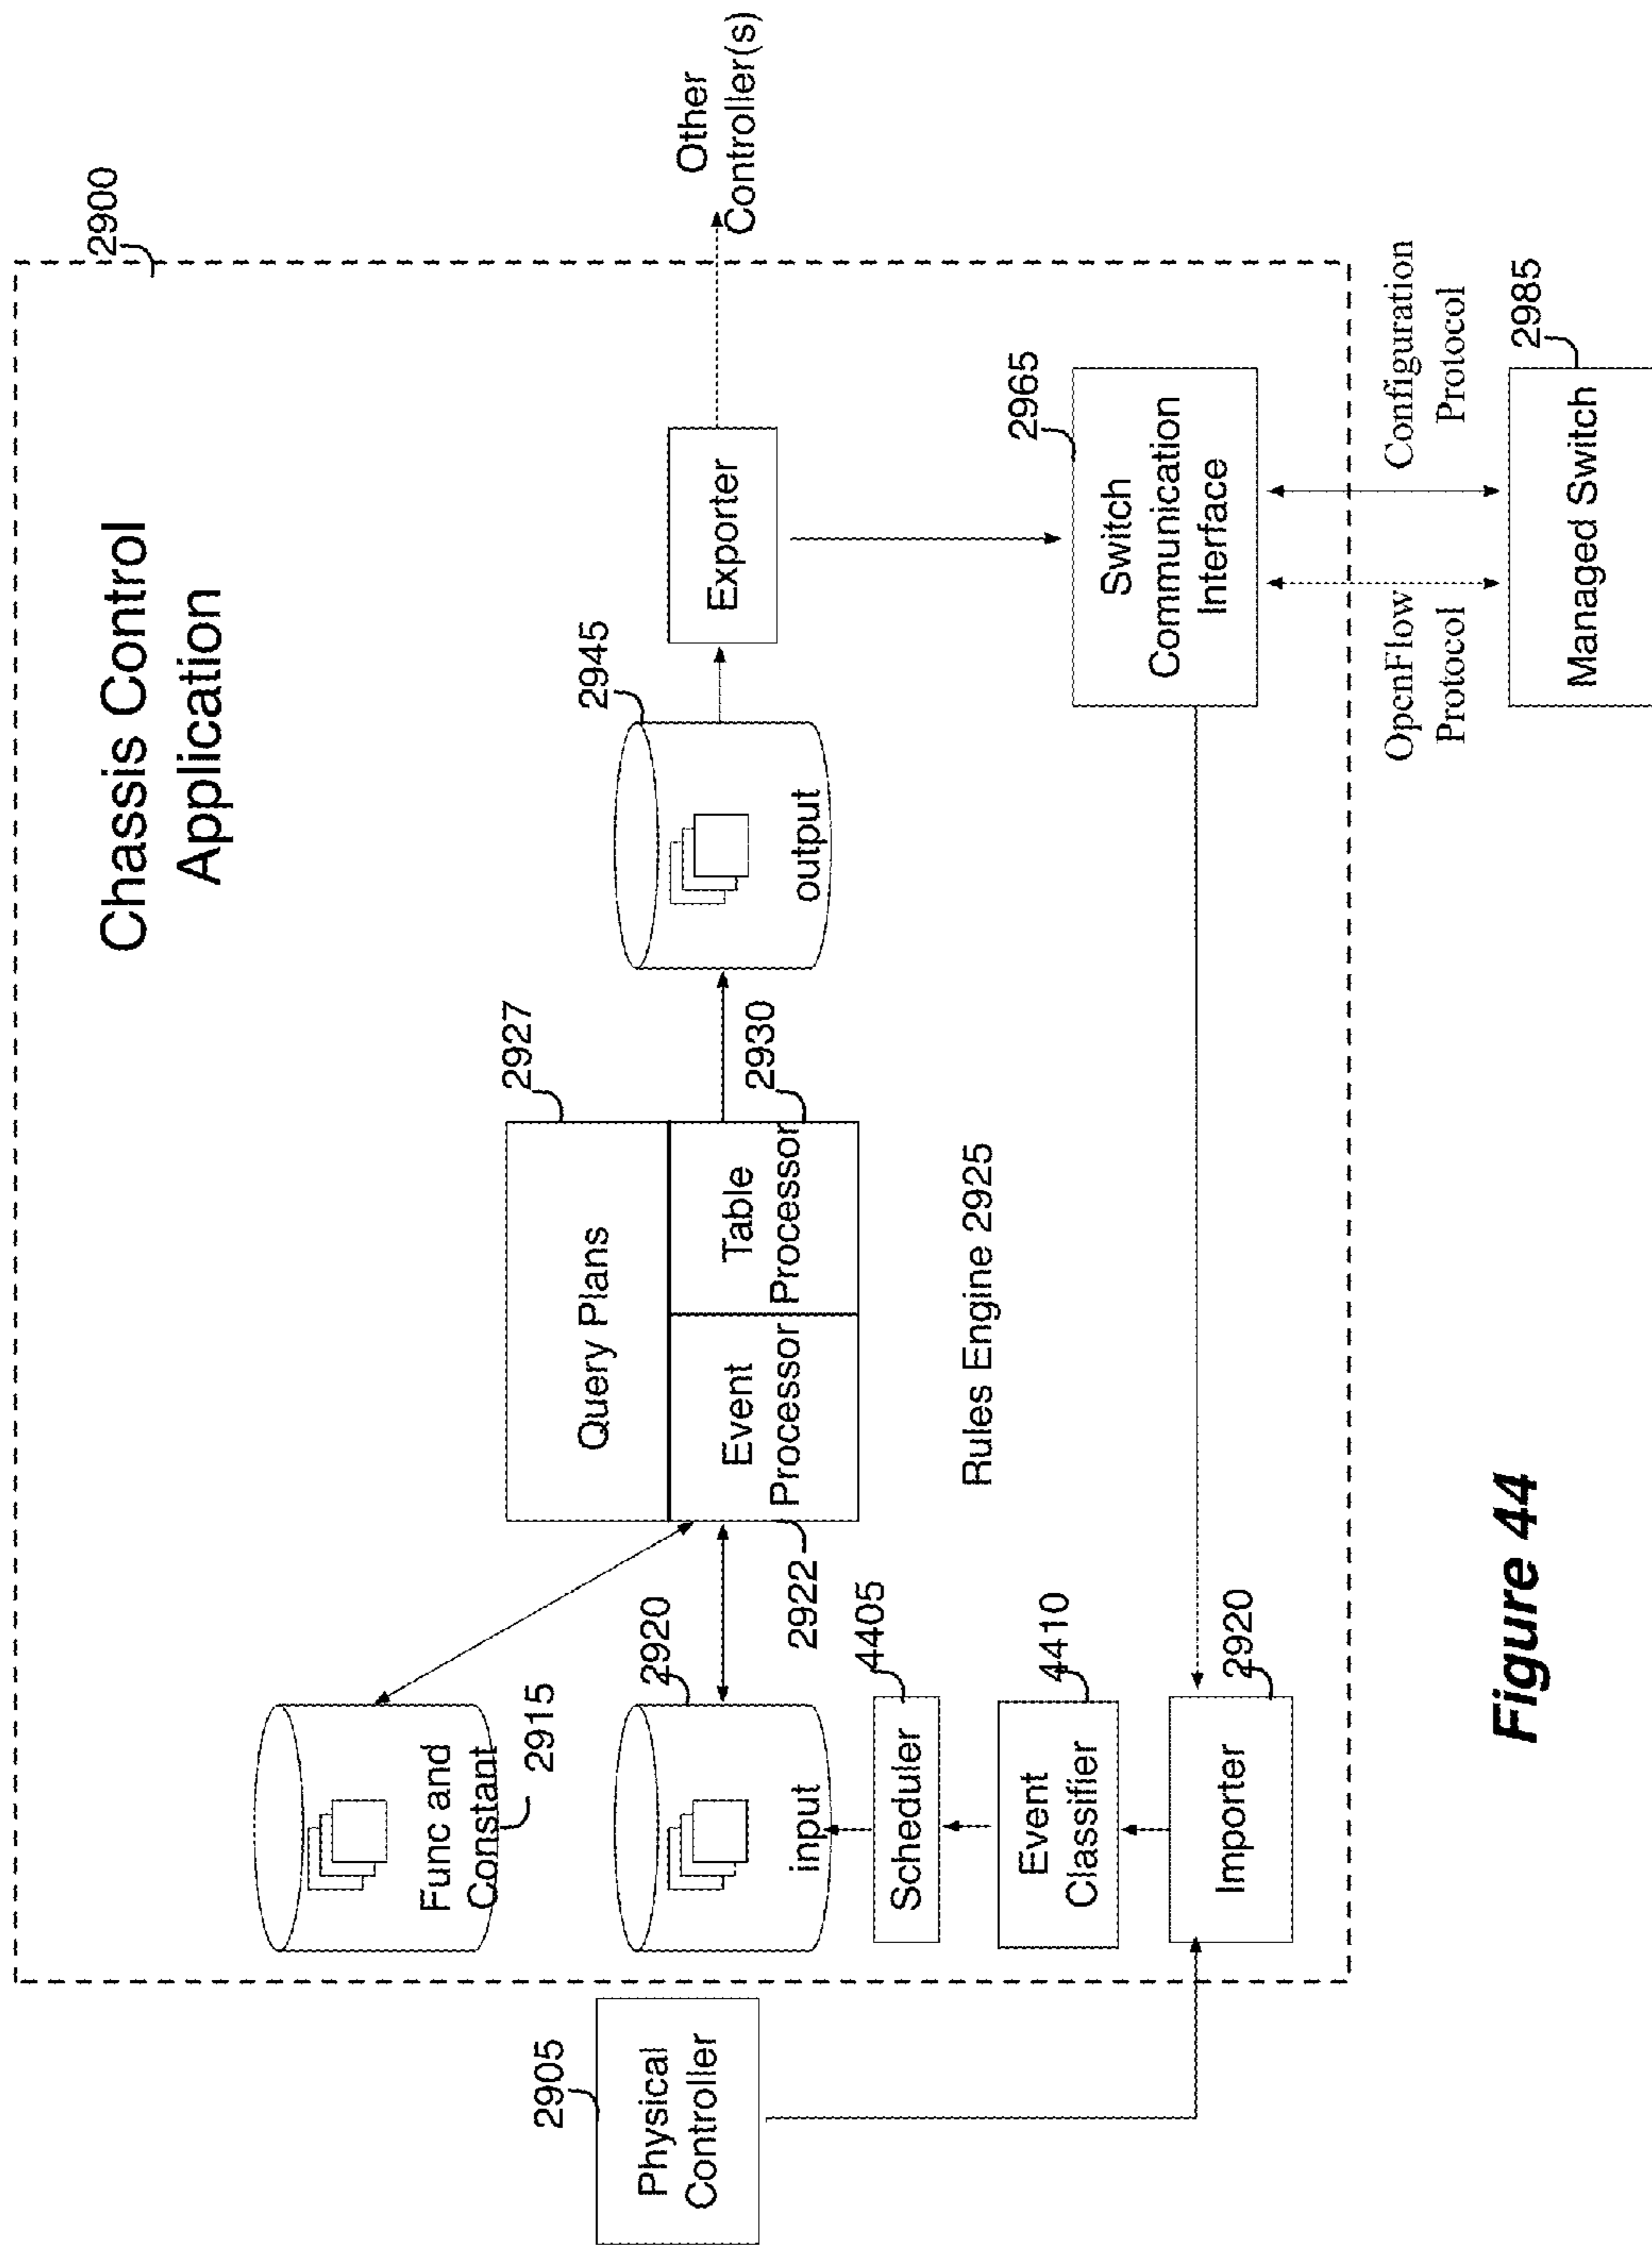 Chassis Control
Application
2900
Func and
Constant
2915
Physical
Controller
2905
input
2920
Scheduler
4405
Event
Classifier
4410
Importer
2920
Query Plans
2927
Event
Processor
2922
Table
Processor
2930
Rules Engine 2925
output
2945
Exporter
Other
Controller(s)
Switch
Communication
Interface
2965
OpenFlow
Protocol
Configuration
Protocol
Managed Switch
2985
Figure 44